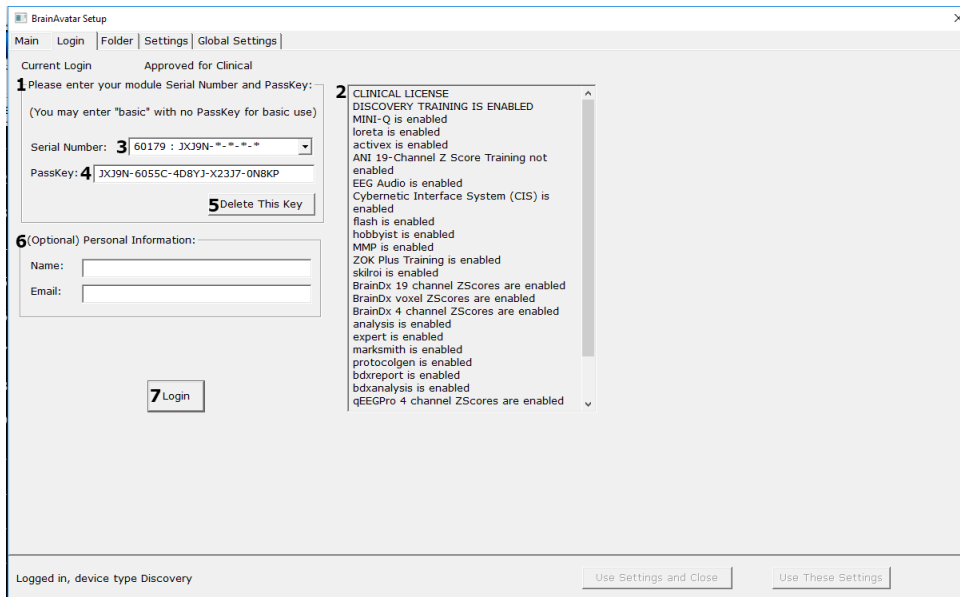 BrainAvatar Setup
Main Login Folder Settings Global Settings
Current Login Approved for Clinical
1 Please enter your module Serial Number and PassKey:
(You may enter "basic" with no PassKey for basic use)
Serial Number: 3 60179 : JXJ9N-*-*-*-*
PassKey: 4 JXJ9N-6055C-4D8YJ-X23J7-0N8KP
5 Delete This Key
6 (Optional) Personal Information:
Name:
Email:
7 Login
2 CLINICAL LICENSE
DISCOVERY TRAINING IS ENABLED
MINI-Q is enabled
loreta is enabled
activex is enabled
ANI 19-Channel Z Score Training not
enabled
EEG Audio is enabled
Cybernetic Interface System (CIS) is
enabled
flash is enabled
hobbyist is enabled
MMP is enabled
ZOK Plus Training is enabled
skilroi is enabled
BrainDx 19 channel ZScores are enabled
BrainDx voxel ZScores are enabled
BrainDx 4 channel ZScores are enabled
analysis is enabled
expert is enabled
marksmith is enabled
protocolgen is enabled
bdxreport is enabled
bdxanalysis is enabled
qEEGPro 4 channel ZScores are enabled
Logged in, device type Discovery
Use Settings and Close Use These Settings